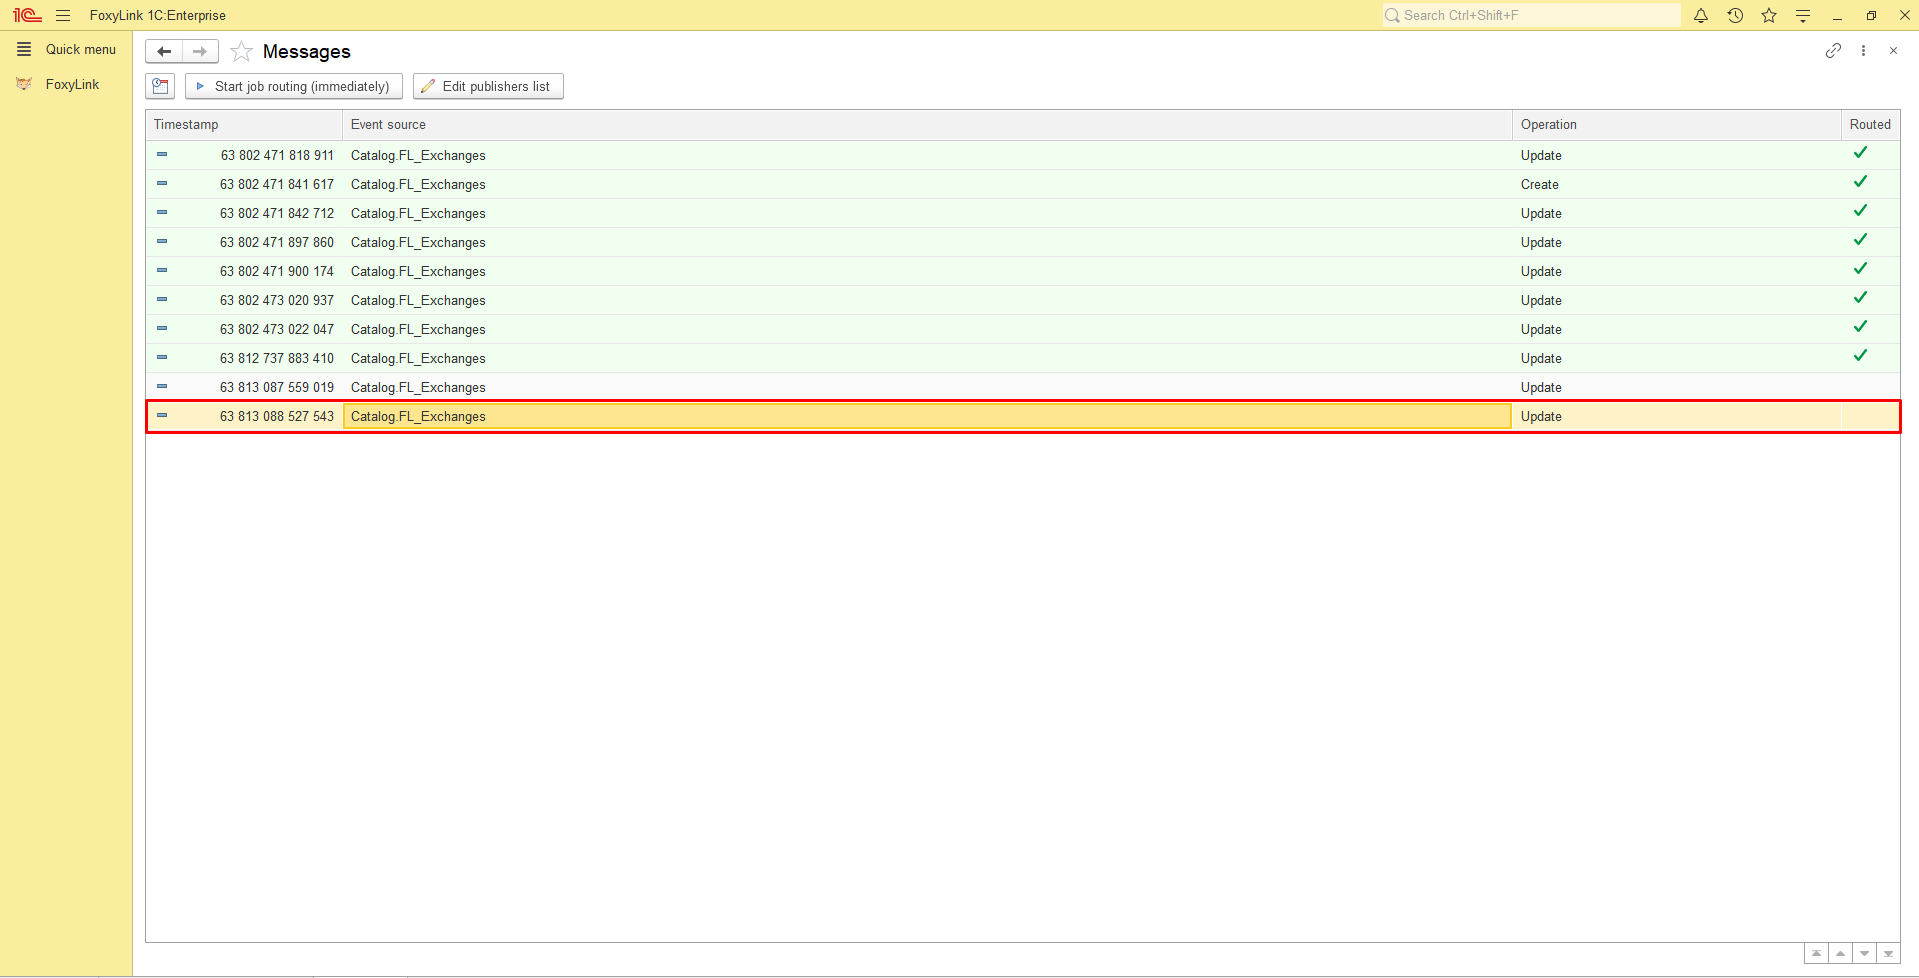 1C FoxyLink 1C:Enterprise Search Ctrl+Shift+F
Quick menu
FoxyLink
Messages
Start job routing (immediately) Edit publishers list
Timestamp Event source Operation Routed
63 802 471 818 911 Catalog.FL_Exchanges Update
63 802 471 841 617 Catalog.FL_Exchanges Create
63 802 471 842 712 Catalog.FL_Exchanges Update
63 802 471 897 860 Catalog.FL_Exchanges Update
63 802 471 900 174 Catalog.FL_Exchanges Update
63 802 473 020 937 Catalog.FL_Exchanges Update
63 802 473 022 047 Catalog.FL_Exchanges Update
63 812 737 883 410 Catalog.FL_Exchanges Update
63 813 087 559 019 Catalog.FL_Exchanges Update
63 813 088 527 543 Catalog.FL_Exchanges Update